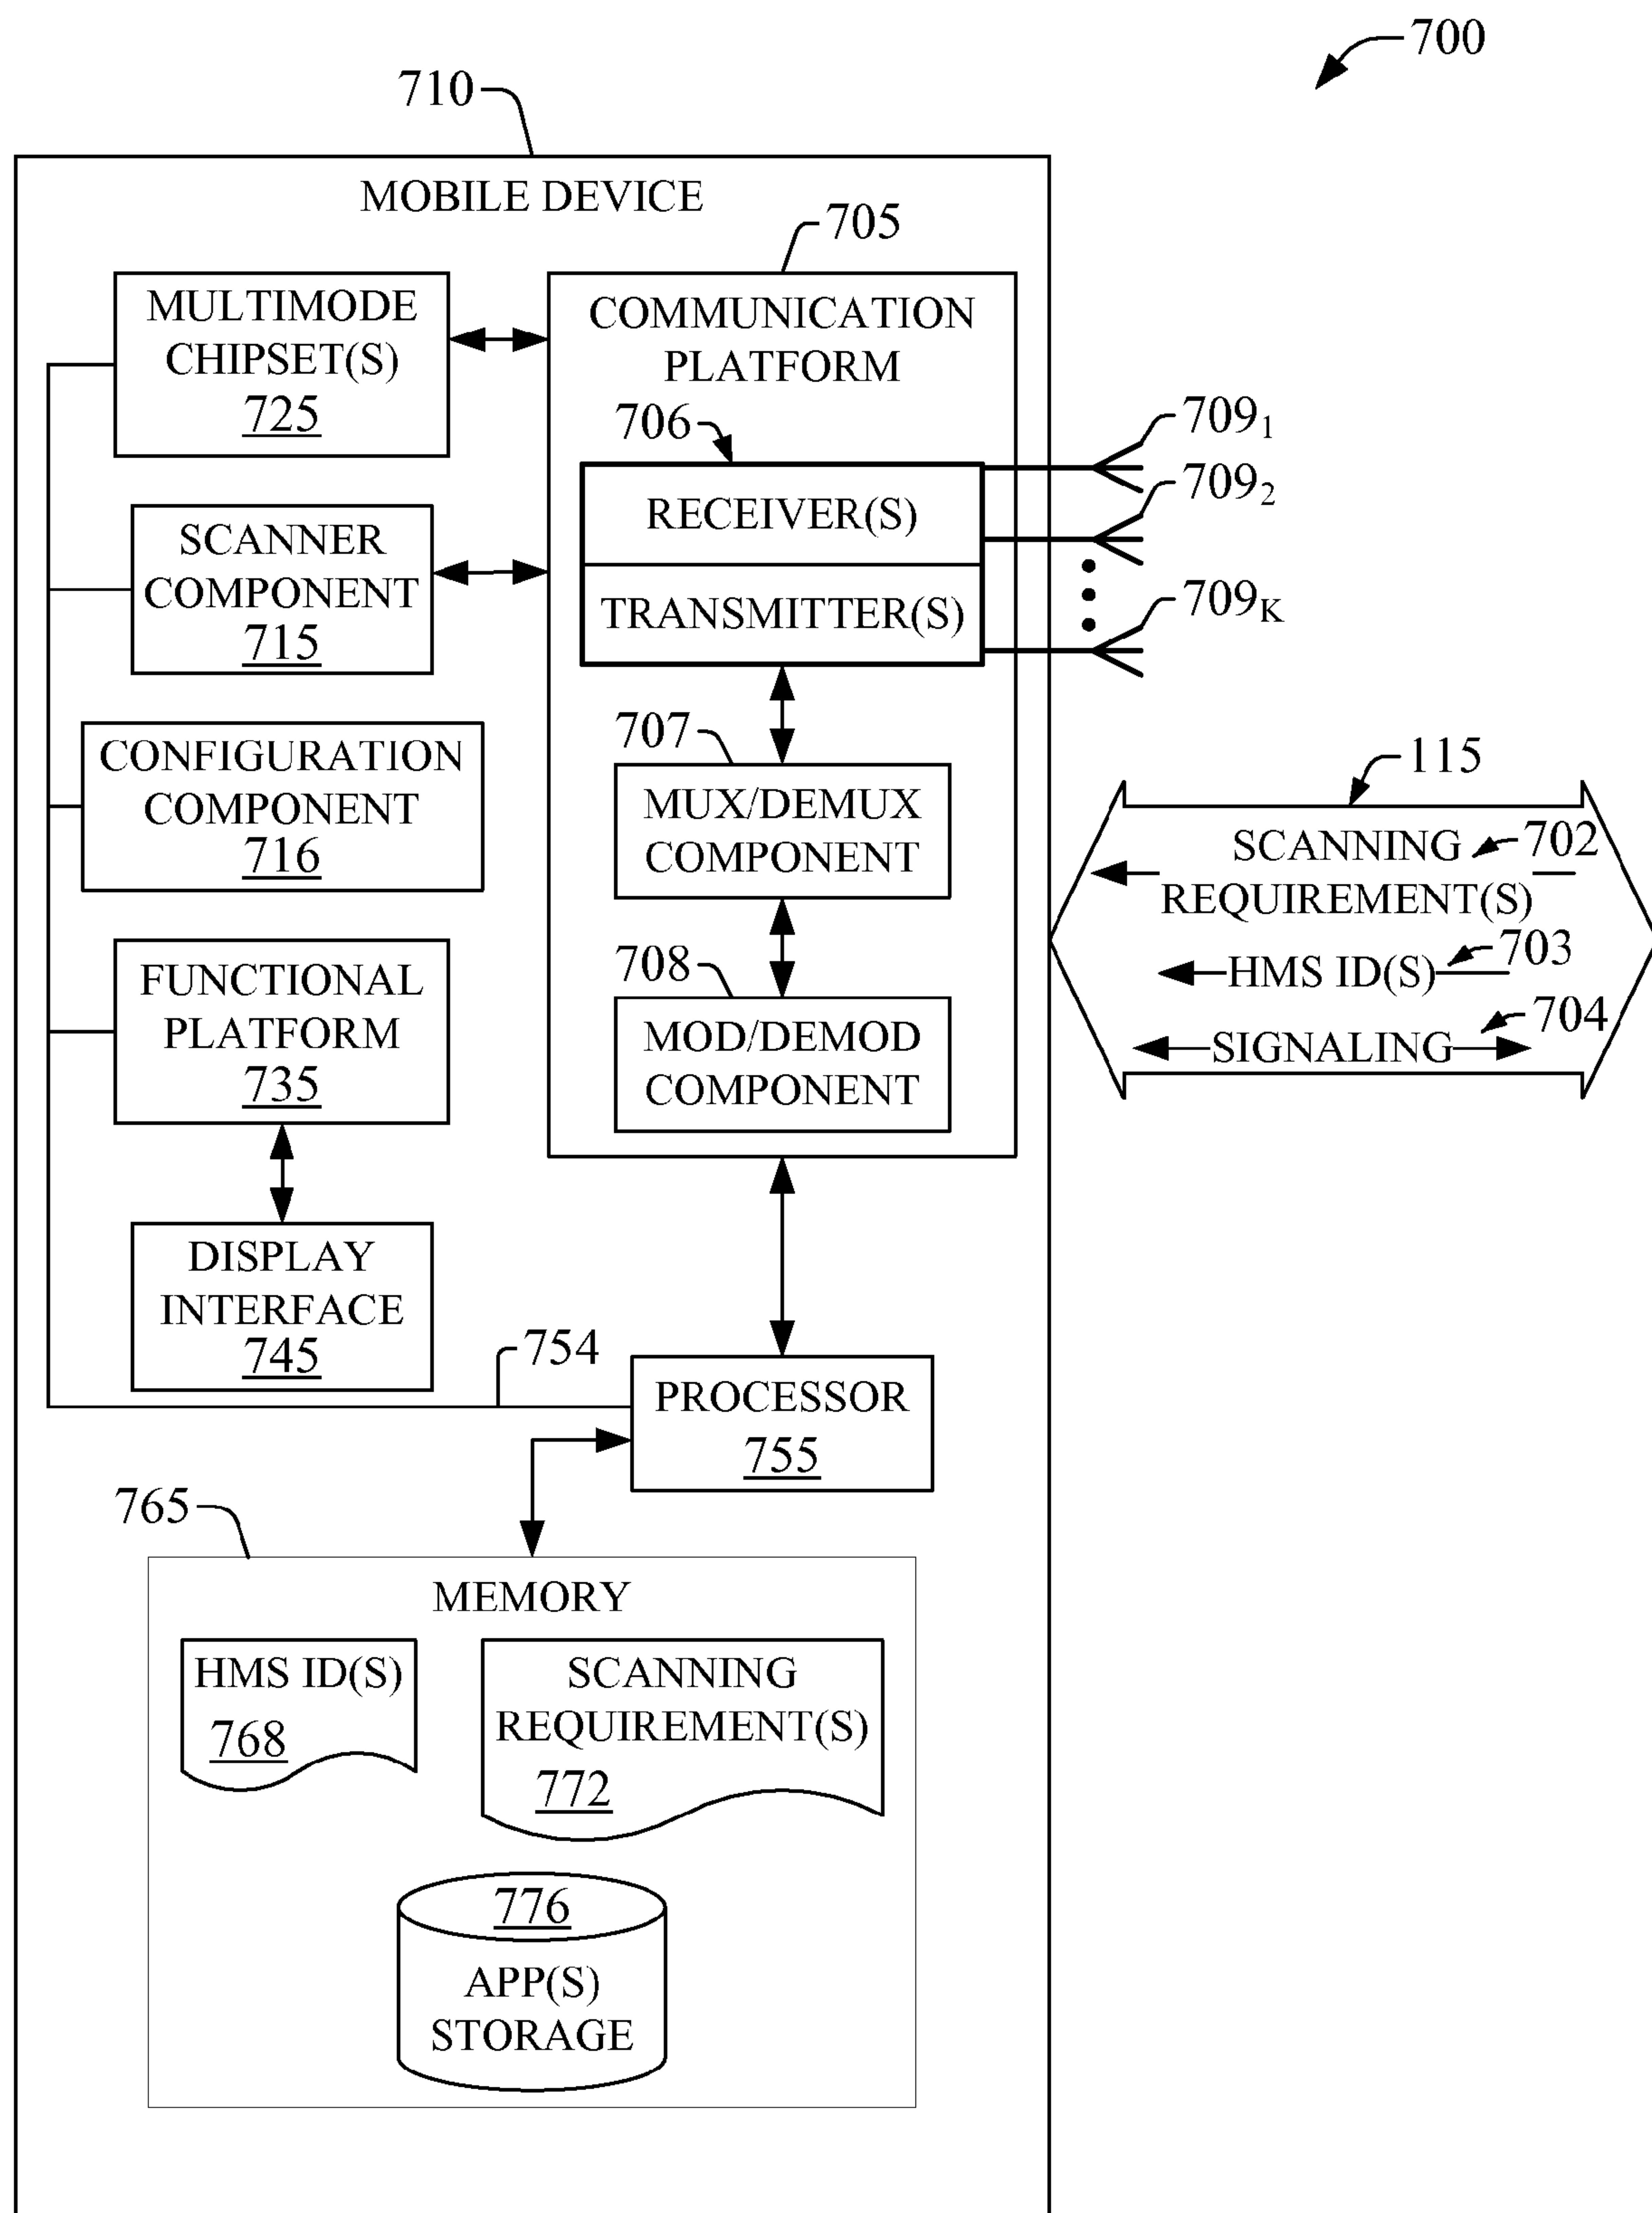 700
710
MOBILE DEVICE
705
MULTIMODE
CHIPSET(S)
725
COMMUNICATION
PLATFORM
706
RECEIVER(S)
TRANSMITTER(S)
709₁
709₂
709K
SCANNER
COMPONENT
715
CONFIGURATION
COMPONENT
716
707
MUX/DEMUX
COMPONENT
115
SCANNING
702
REQUIREMENT(S)
703
HMS ID(S)
704
SIGNALING
FUNCTIONAL
PLATFORM
735
708
MOD/DEMOD
COMPONENT
DISPLAY
INTERFACE
745
754
PROCESSOR
755
765
MEMORY
HMS ID(S)
768
SCANNING
REQUIREMENT(S)
772
776
APP(S)
STORAGE